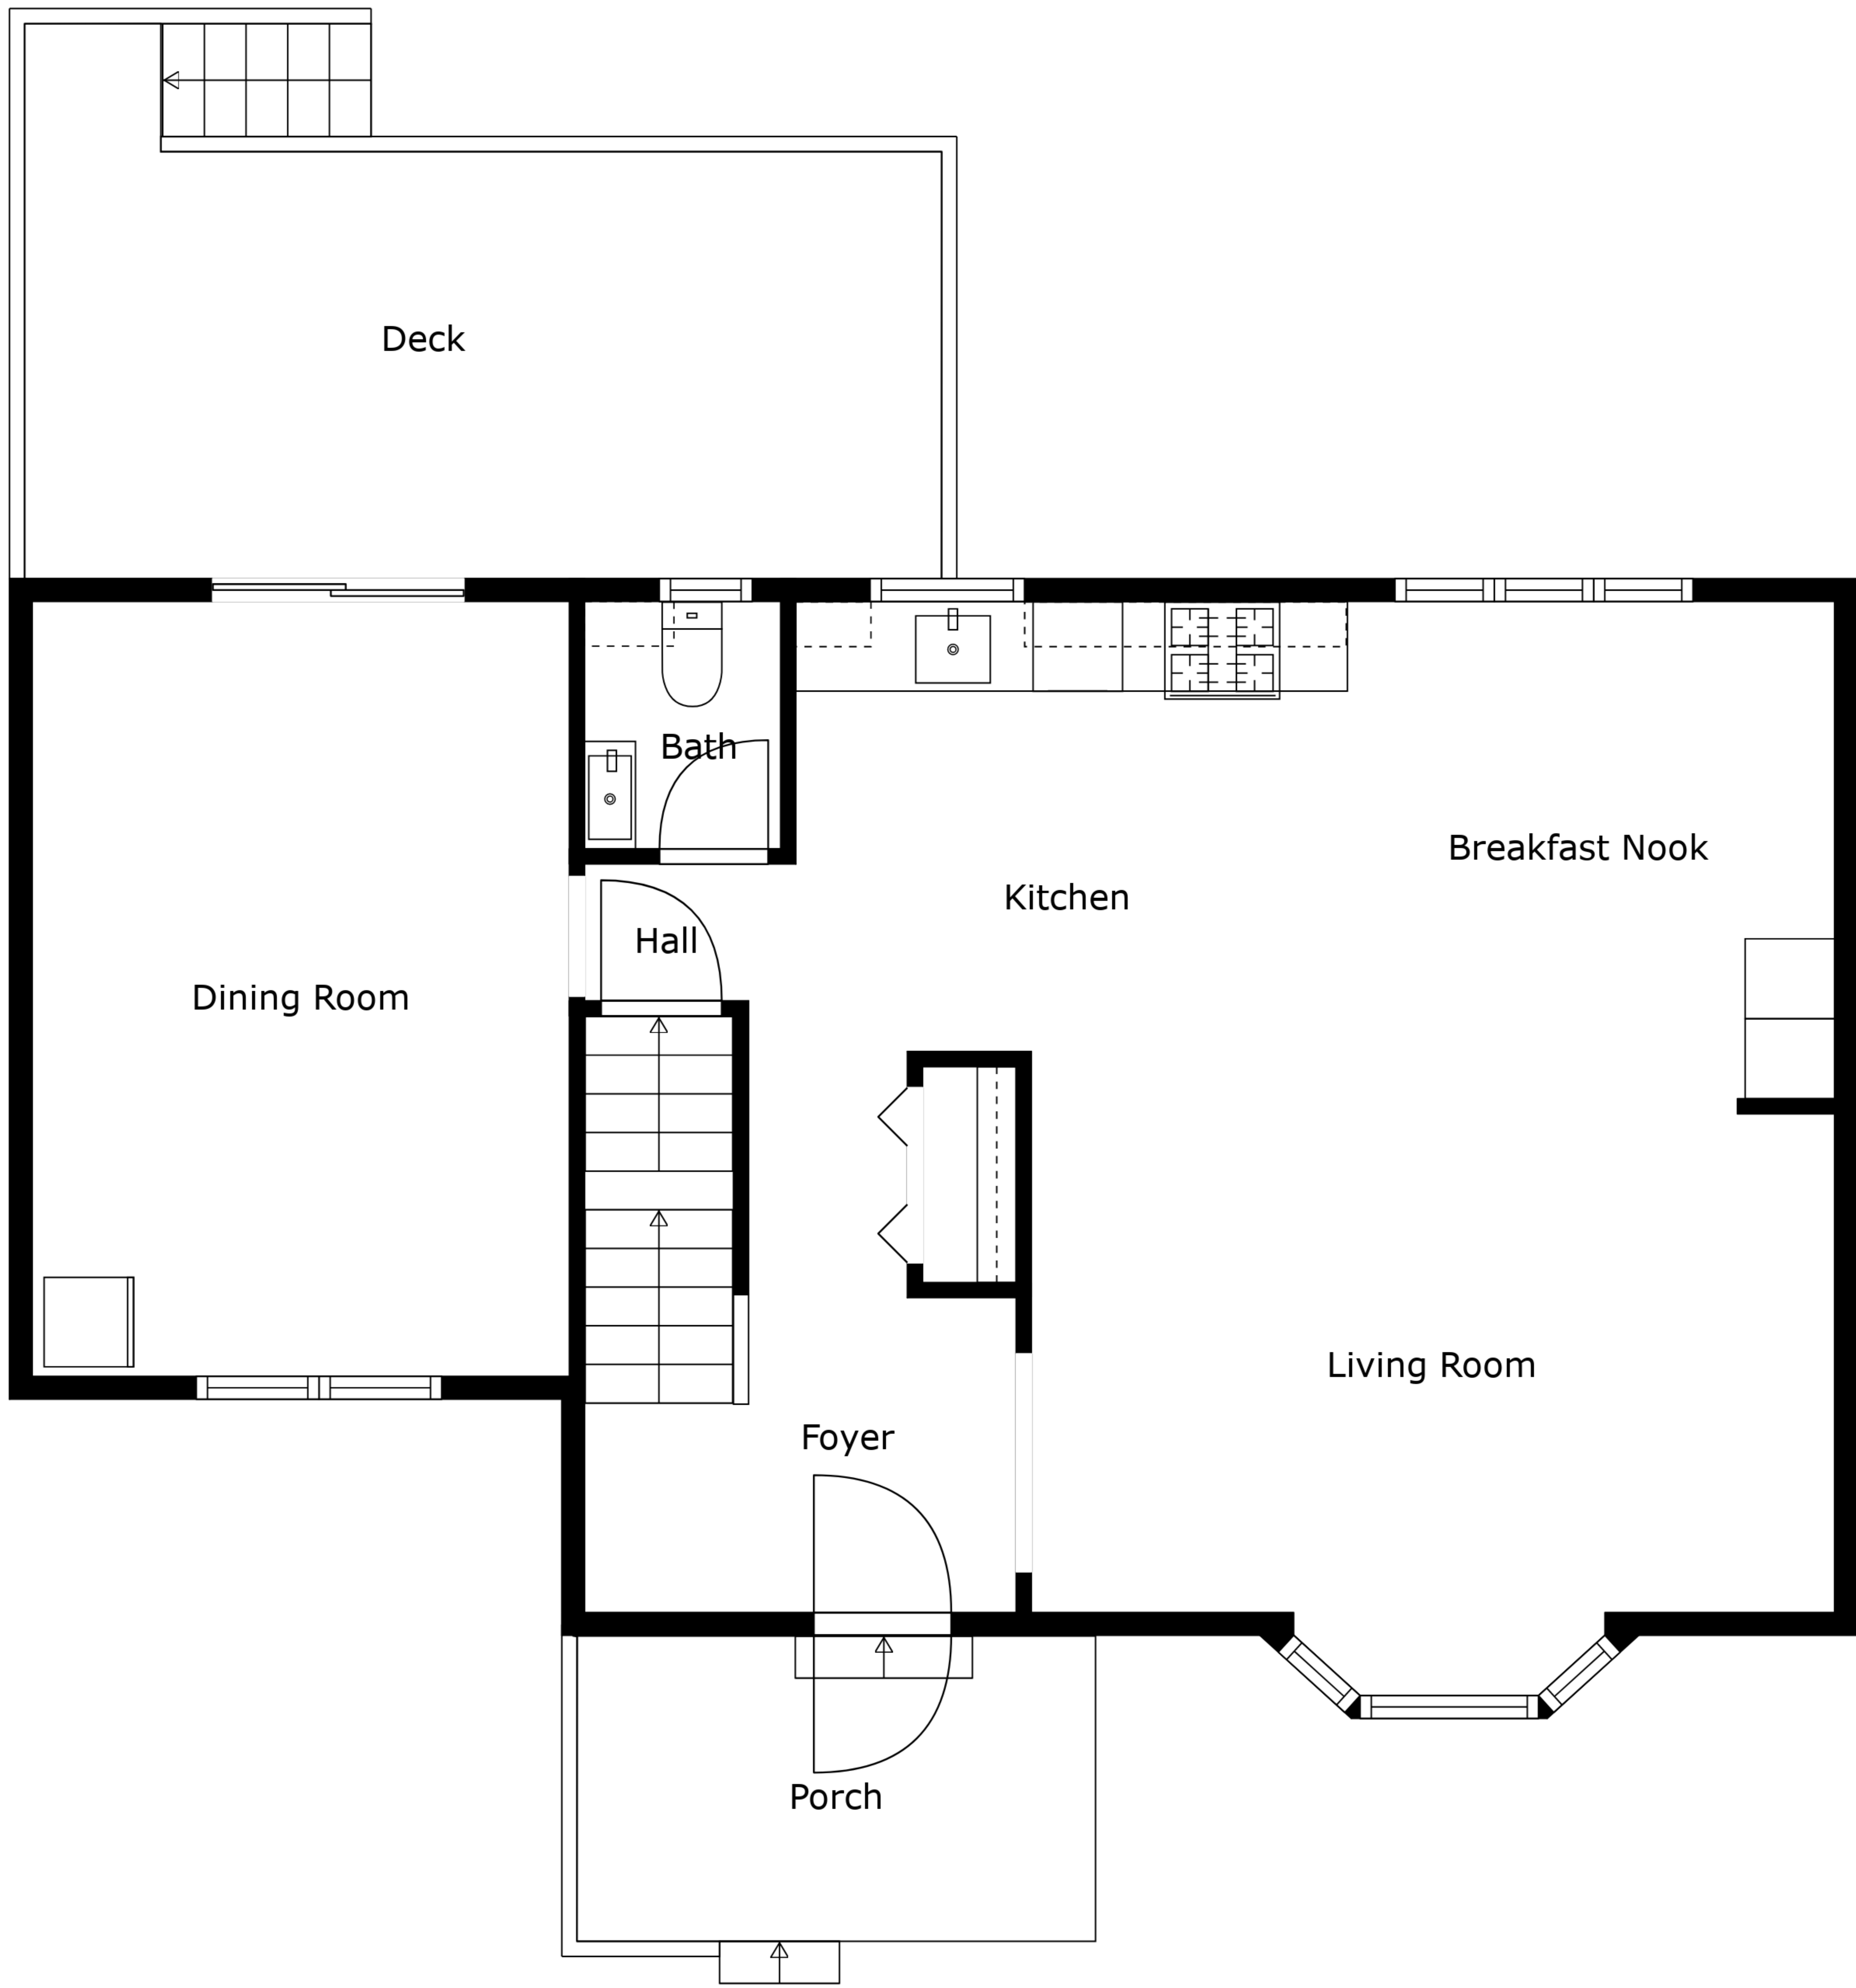 Deck
Bath
Breakfast Nook
Kitchen
Hall
Dining Room
Living Room
Foyer
Porch